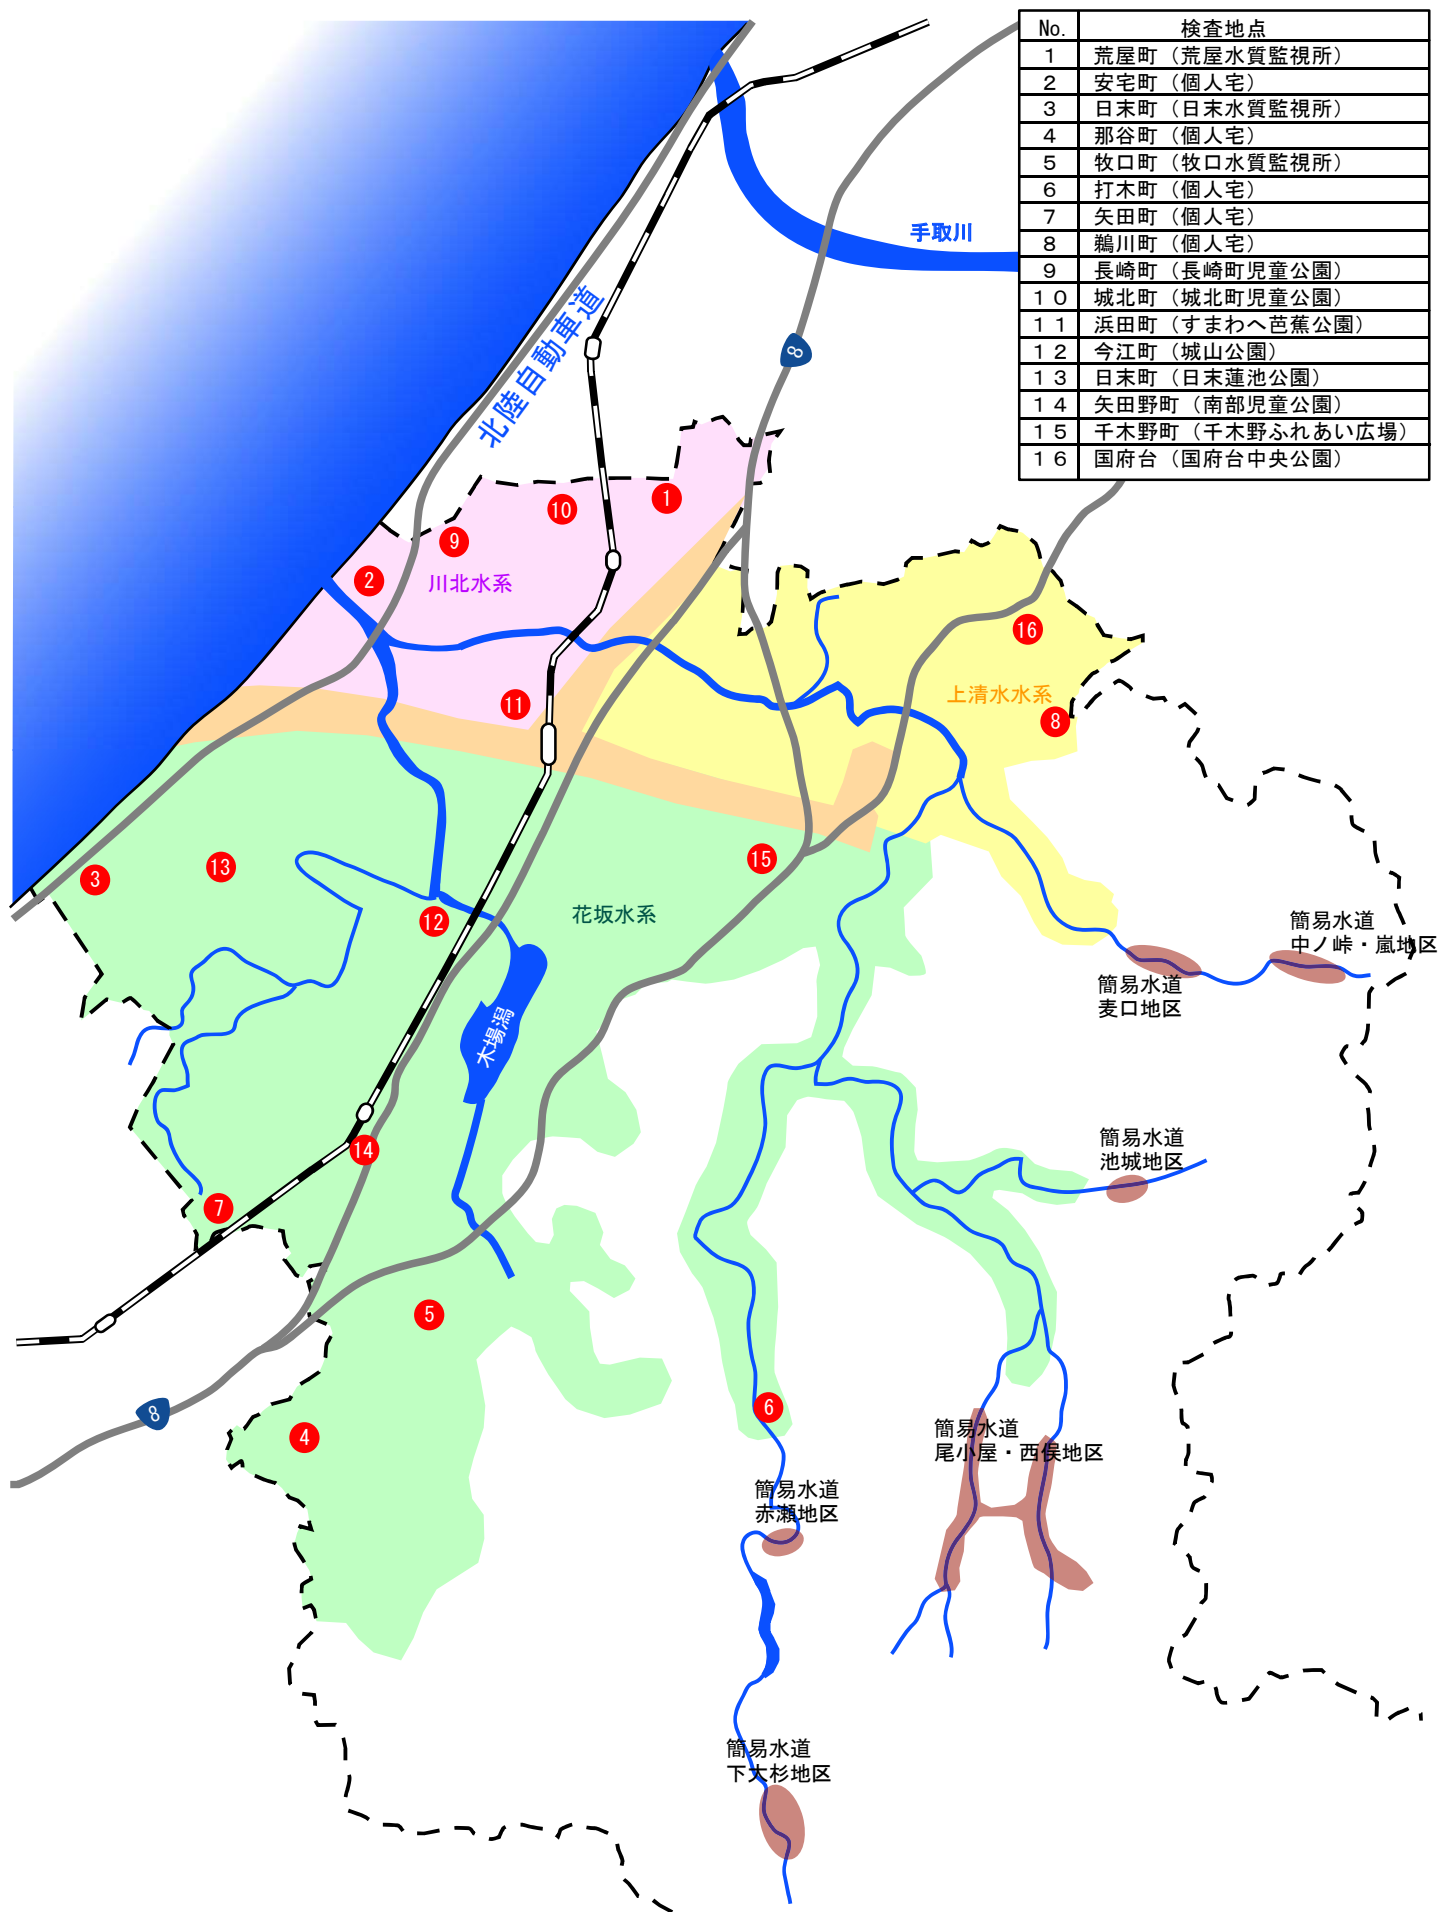 No. 検査地点
1 荒屋町（荒屋水質監視所）
2 安宅町（個人宅）
3 日末町（日末水質監視所）
4 那谷町（個人宅）
5 牧口町（牧口水質監視所）
6 打木町（個人宅）
7 矢田町（個人宅）
8 鵜川町（個人宅）
9 長崎町（長崎町児童公園）
１０ 城北町（城北町児童公園）
１１ 浜田町（すまわへ芭蕉公園）
１２ 今江町（城山公園）
１３ 日末町（日末蓮池公園）
１４ 矢田野町（南部児童公園）
１５ 千木野町（千木野ふれあい広場）
１６ 国府台（国府台中央公園）
手取川
北陸自動車道
8
1
10
9
2
川北水系
16
上清水水系
11
8
15
13
3
12
花坂水系
簡易水道
中ノ峠・嵐地区
簡易水道
麦口地区
木場潟
簡易水道
池城地区
14
7
5
6
8
4
簡易水道
尾小屋・西俣地区
簡易水道
赤瀬地区
簡易水道
下大杉地区